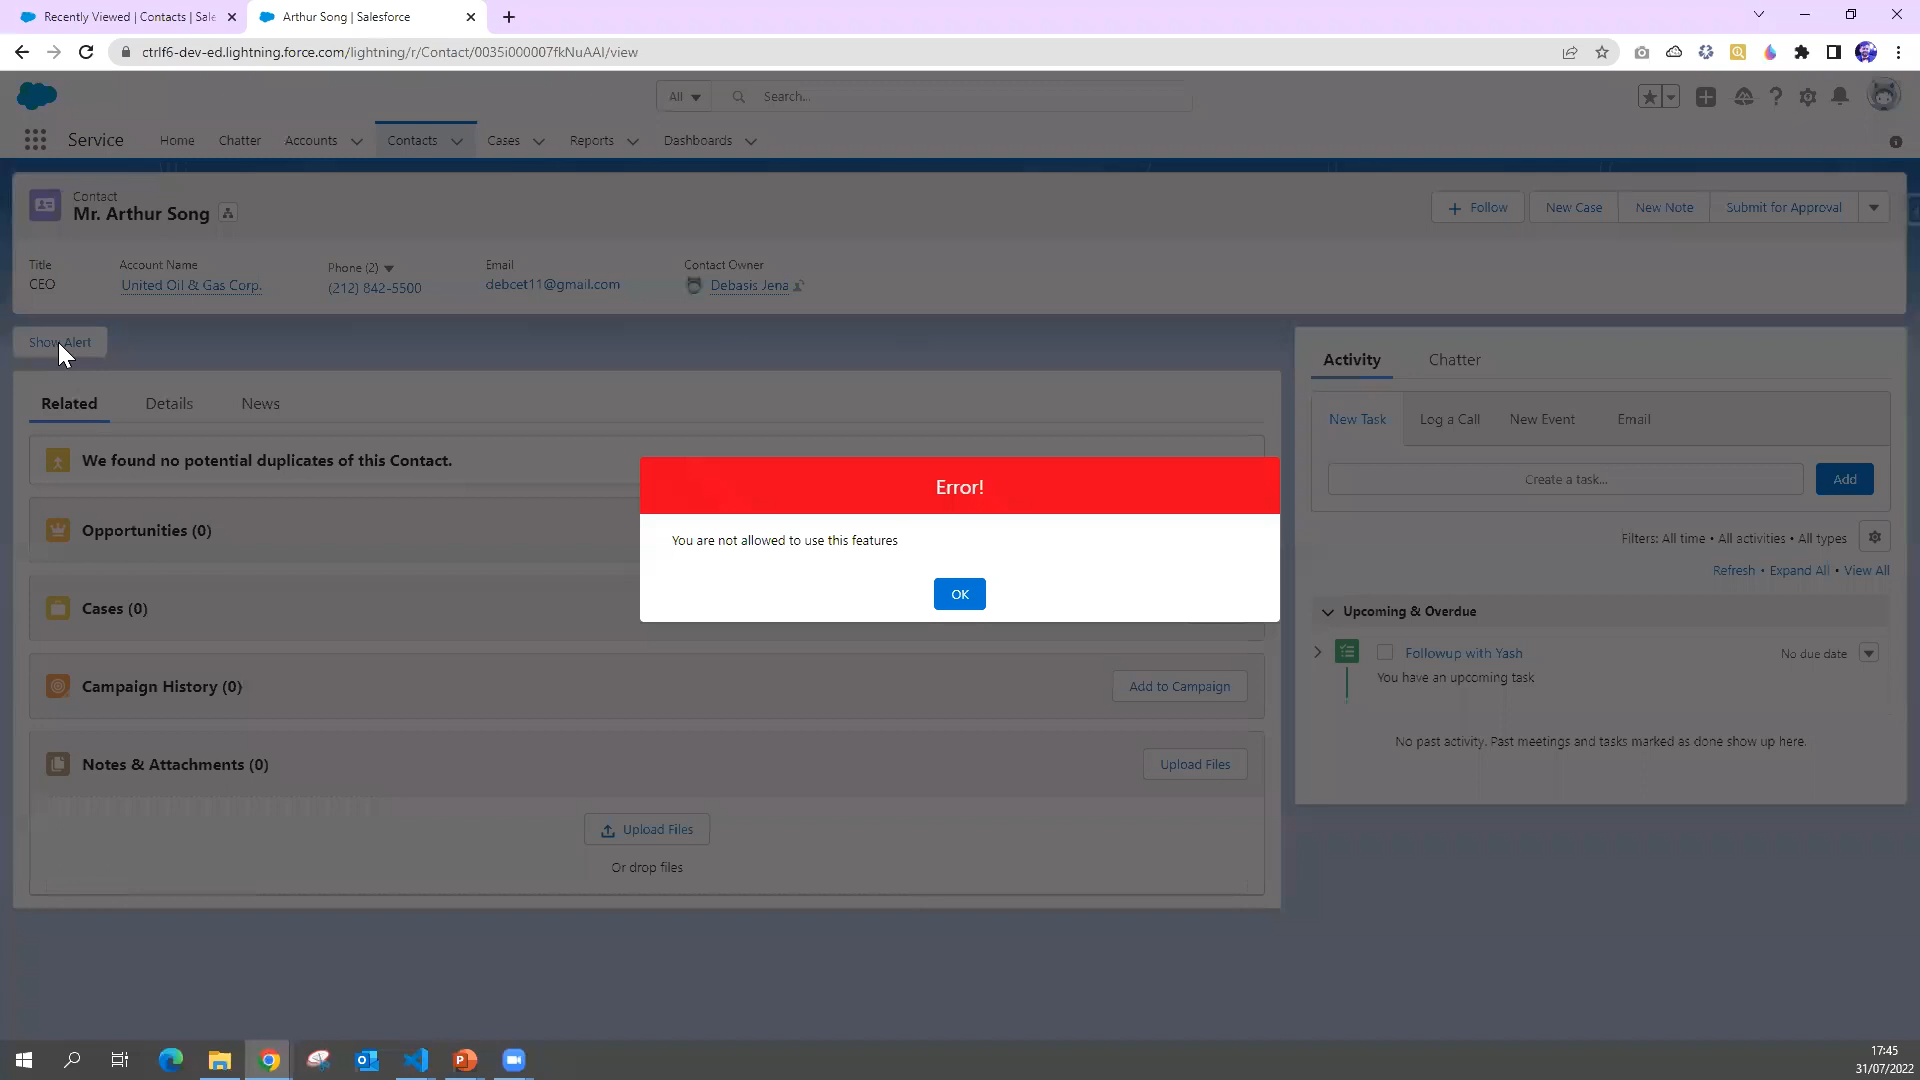 Recently Viewed | Contacts | Sale
Arthur Song | Salesforce
ctrlf6-dev-ed.lightning.force.com/lightning/r/Contact/0035i000007fkNuAAI/view
All
Search...
Service
Home
Chatter
Accounts
Contacts
Cases
Reports
Dashboards
Contact
Mr. Arthur Song
Follow
New Case
New Note
Submit for Approval
Title
Account Name
Phone (2)
Email
Contact Owner
CEO
United Oil & Gas Corp.
(212) 842-5500
debcet11@gmail.com
Debasis Jena
Show Alert
Related
Details
News
We found no potential duplicates of this Contact.
Opportunities (0)
Cases (0)
Campaign History (0)
Add to Campaign
Notes & Attachments (0)
Upload Files
Upload Files
Or drop files
Error!
You are not allowed to use this features
OK
Activity
Chatter
New Task
Log a Call
New Event
Email
Create a task...
Add
Filters: All time • All activities • All types
Refresh • Expand All • View All
Upcoming & Overdue
Followup with Yash
No due date
You have an upcoming task
No past activity. Past meetings and tasks marked as done show up here.
17:45
31/07/2022